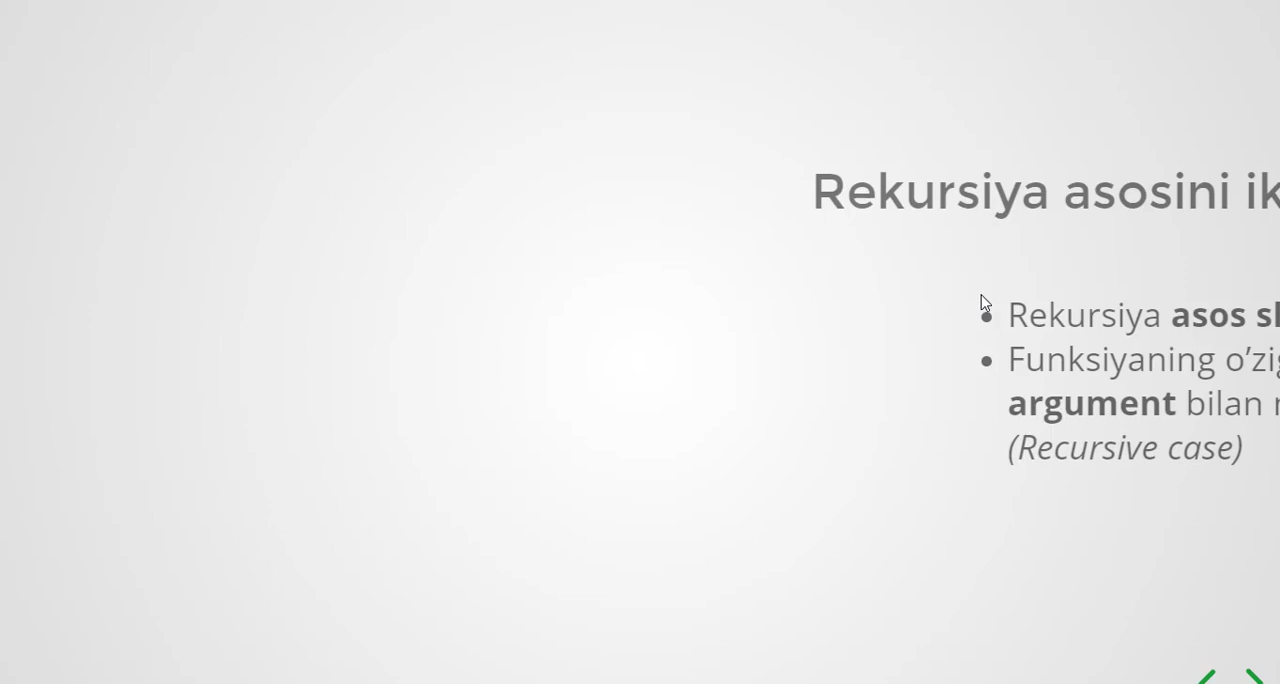 Rekursiya asosini
Rekursiya asos
Funksiyaning
argument bilan
(Recursive case)